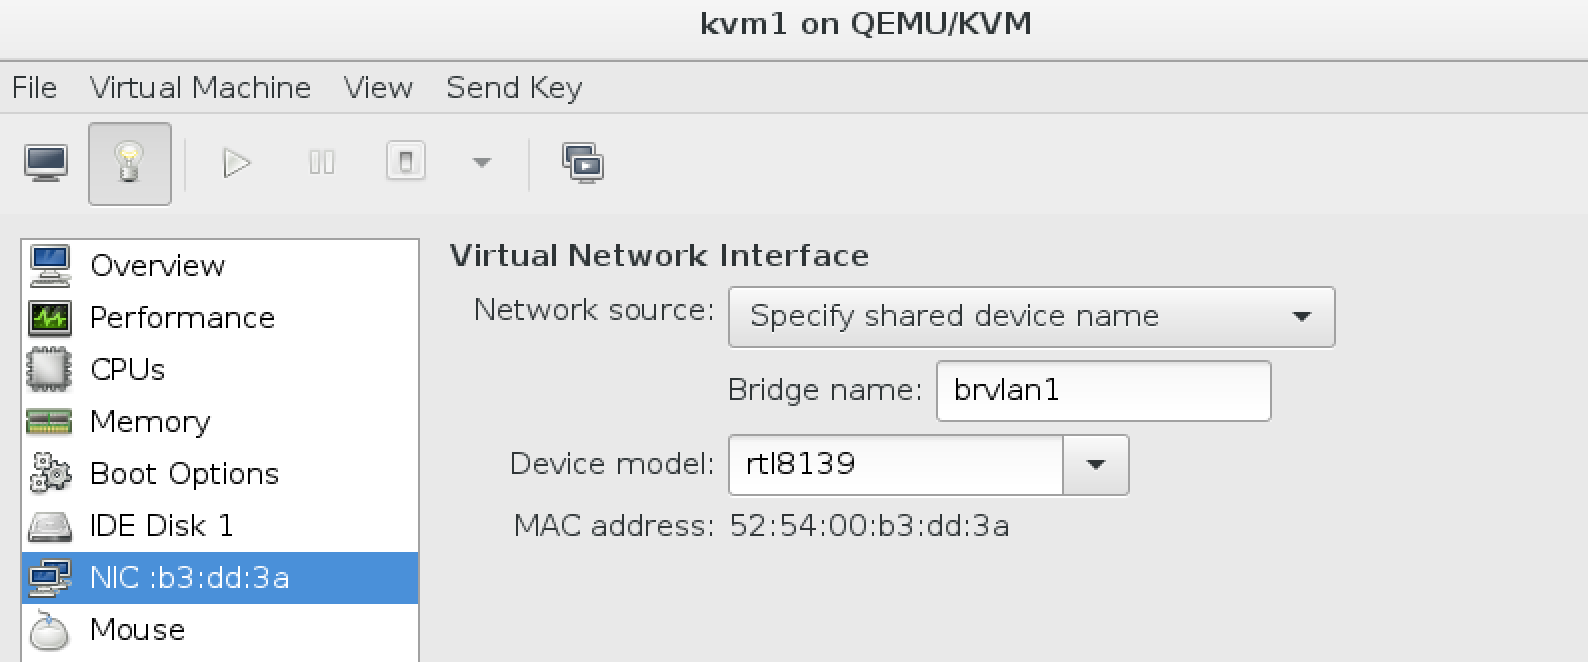 kvm1 on QEMU/KVM
File Virtual Machine View Send Key
Overview
Performance
CPUs
Memory
Boot Options
IDE Disk 1
NIC :b3:dd:3a
Mouse
Virtual Network Interface
Network source: Specify shared device name
Bridge name: brvlan1
Device model: rtl8139
MAC address: 52:54:00:b3:dd:3a